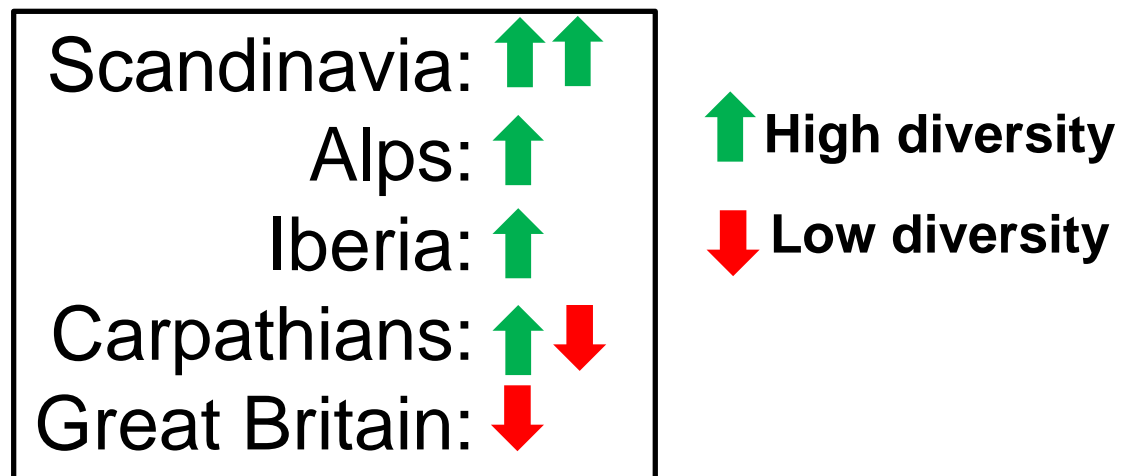 Scandinavia:
Alps:
Iberia:
Carpathians:
Great Britain:
High diversity
Low diversity